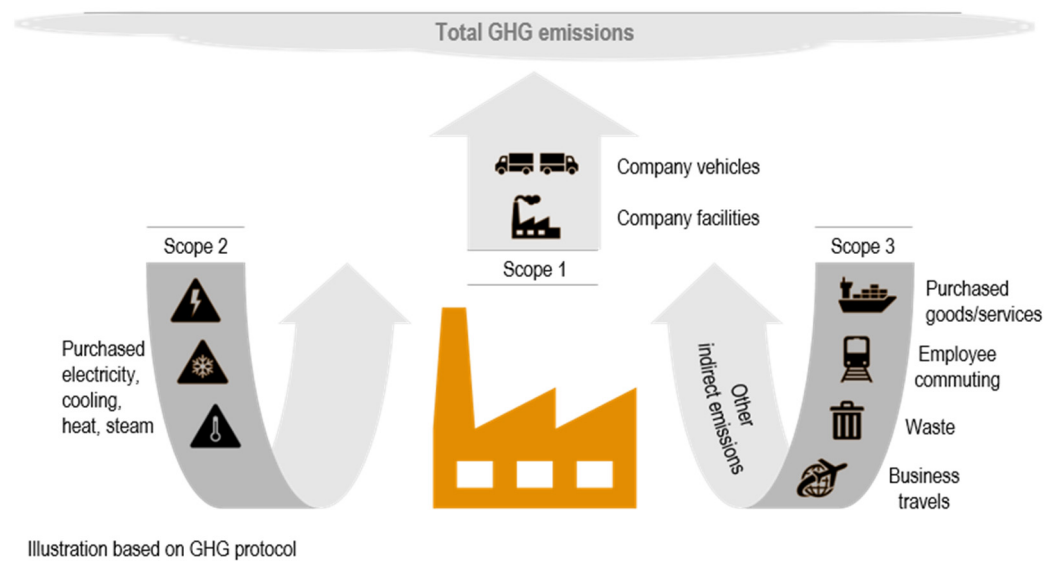 Total GHG emissions
Company vehicles
Company facilities
Scope 1
Scope 2
Purchased
electricity,
cooling,
heat, steam
Scope 3
Purchased
goods/services
Employee
commuting
Waste
Business
travels
Other
indirect emissions
Illustration based on GHG protocol